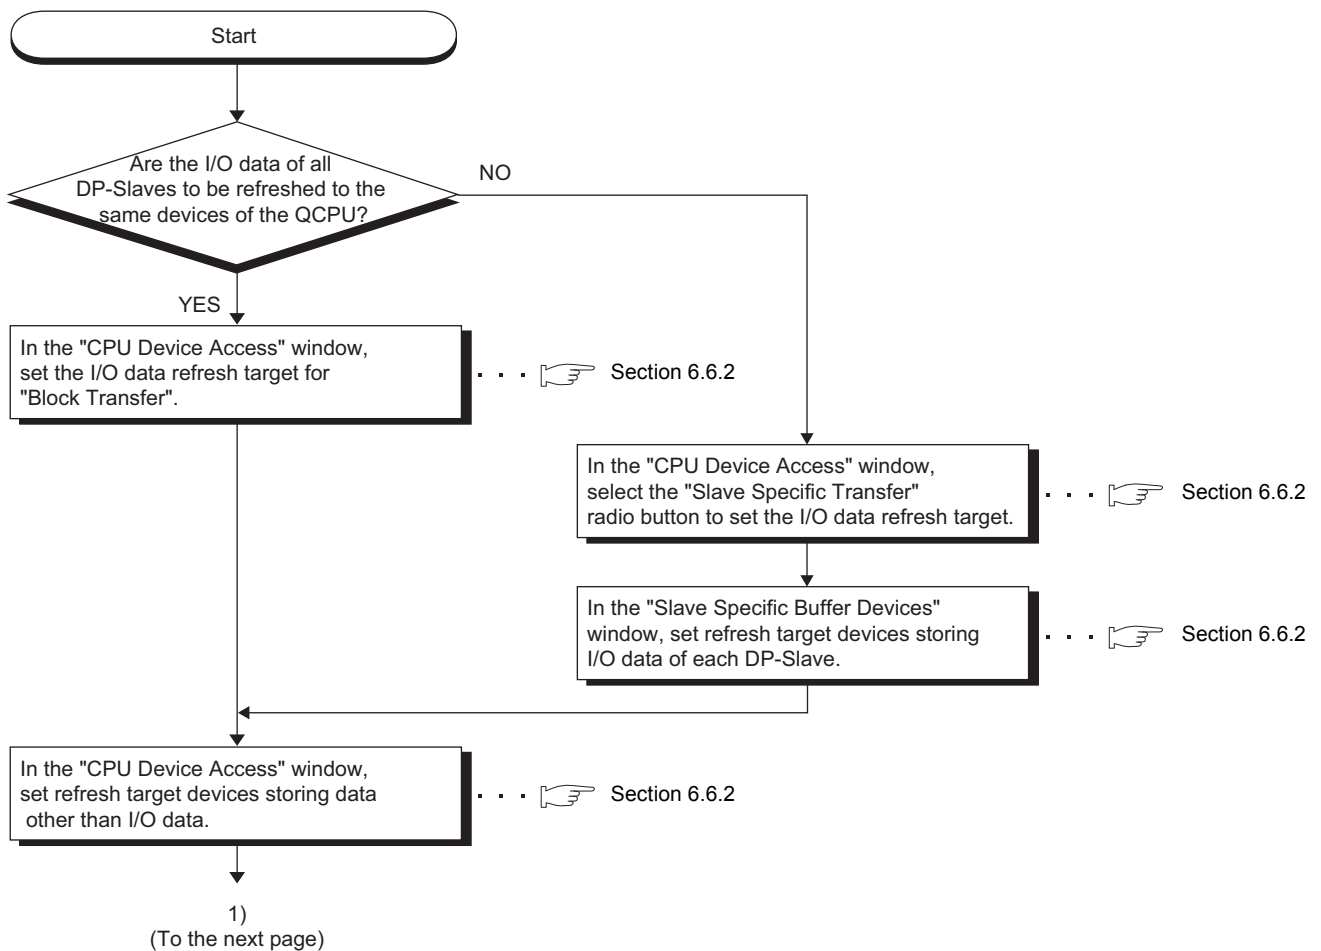 Start
Are the I/O data of all
DP-Slaves to be refreshed to the
same devices of the QCPU?
NO
YES
In the "CPU Device Access" window,
set the I/O data refresh target for
"Block Transfer".
Section 6.6.2
In the "CPU Device Access" window,
select the "Slave Specific Transfer"
radio button to set the I/O data refresh target.
Section 6.6.2
In the "Slave Specific Buffer Devices"
window, set refresh target devices storing
I/O data of each DP-Slave.
Section 6.6.2
In the "CPU Device Access" window,
set refresh target devices storing data
other than I/O data.
Section 6.6.2
1)
(To the next page)